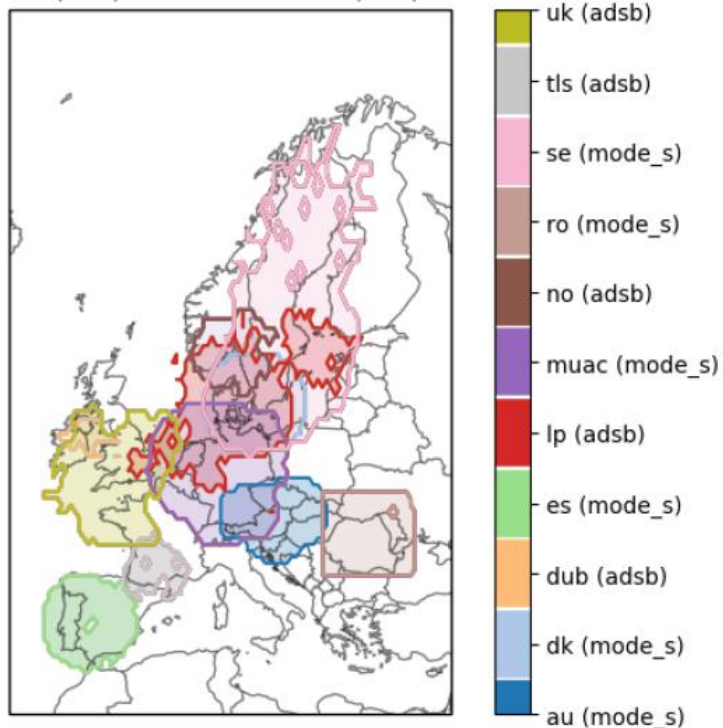 uk (adsb)
tls (adsb)
se (mode_s)
ro (mode_s)
no (adsb)
muac (mode_s)
lp (adsb)
es (mode_s)
dub (adsb)
dk (mode_s)
au (mode_s)